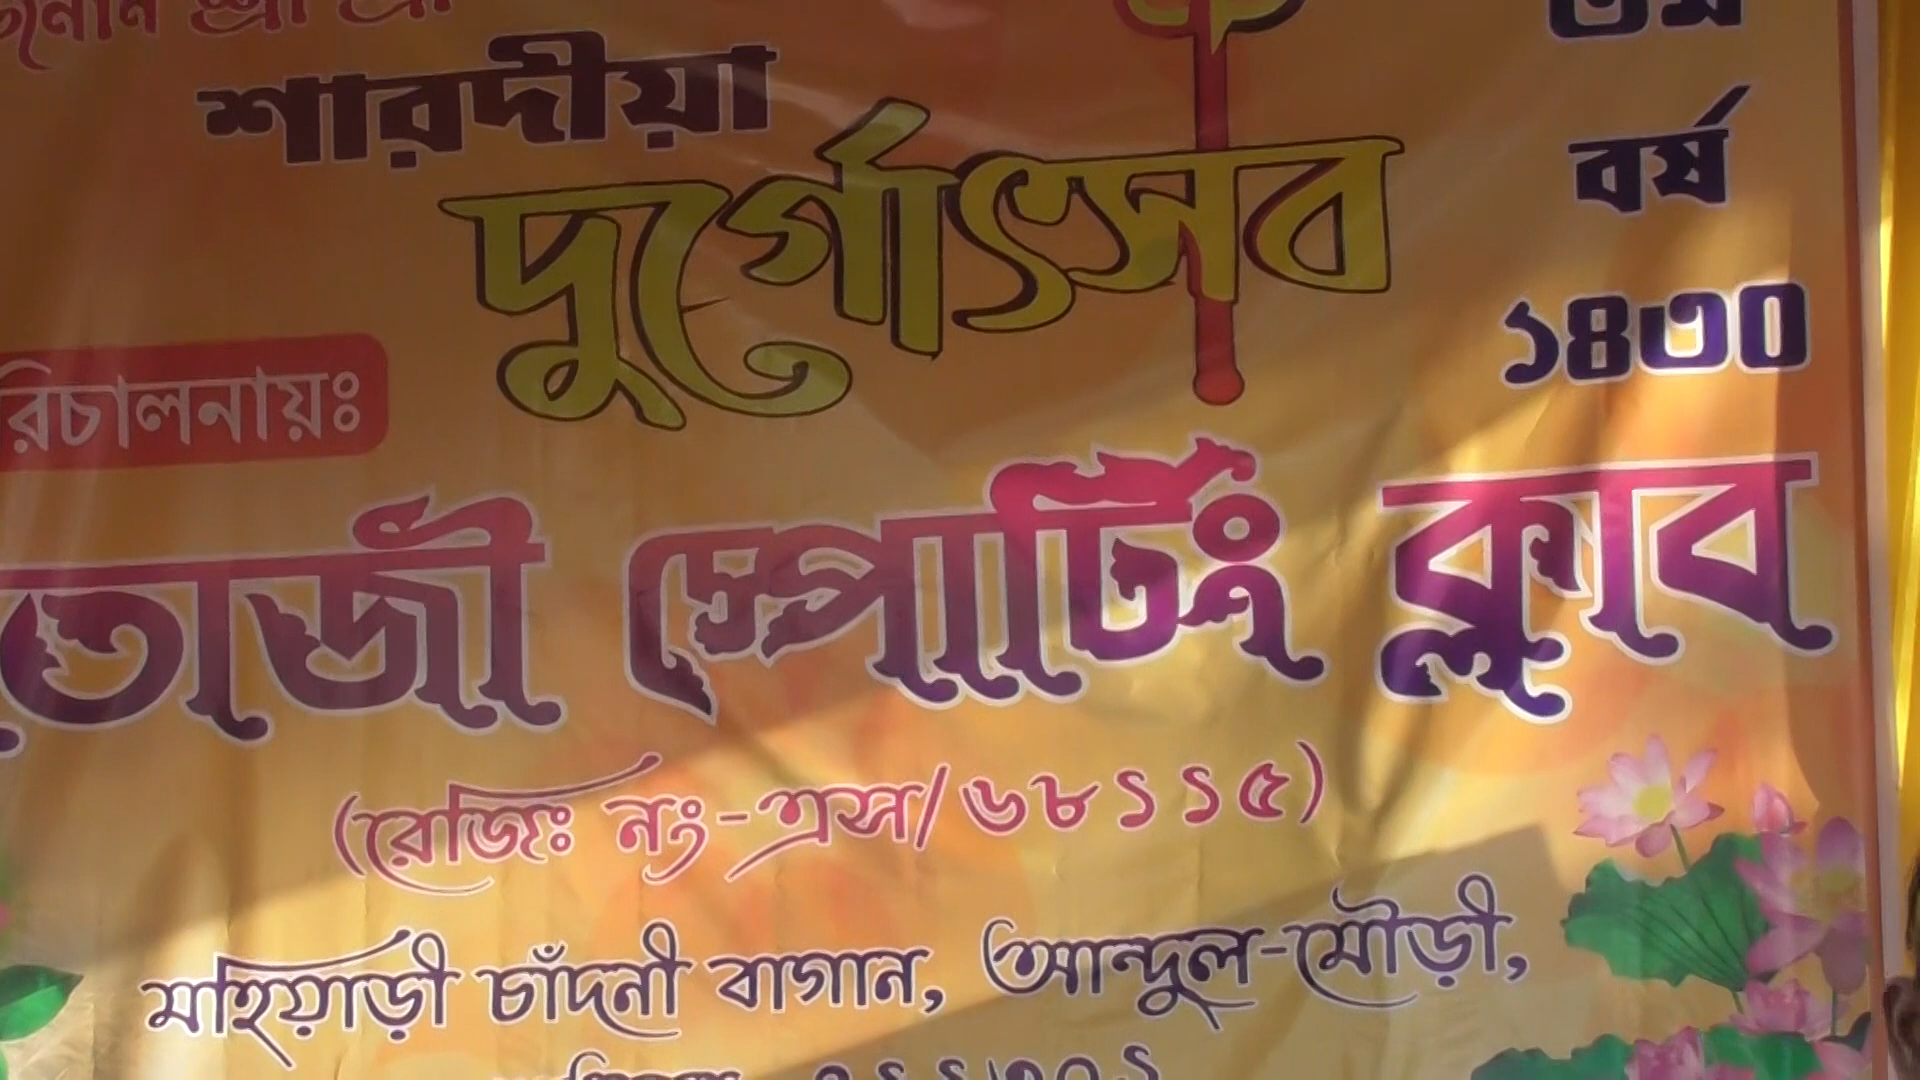 শ্রী শ্রী
শারদীয়া
দুর্গোৎসব
বর্ষ
১৪৩০
রিচালনায়ঃ
তাজী স্পোর্টিং ক্লাব
(রেজিঃ নং-এস/৬৮১১৫)
মহিয়াড়ী চাঁদনী বাগান, আন্দুল-মৌড়ী,